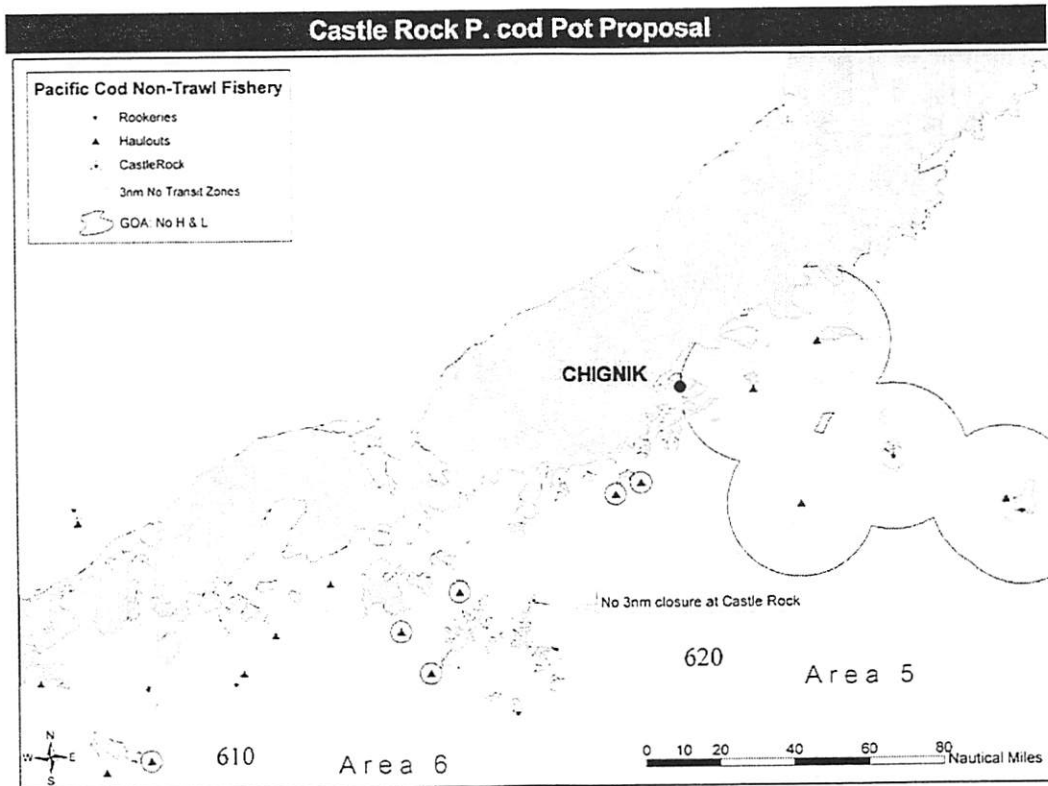 Castle Rock P. cod Pot Proposal
Pacific Cod Non-Trawl Fishery
Rookeries
Haulouts
CastleRock
3nm No Transit Zones
GOA: No H & L
CHIGNIK
No 3nm closure at Castle Rock
620
Area 5
610
Area 6
N
W E
S
0 10 20 40 60 80
Nautical Miles